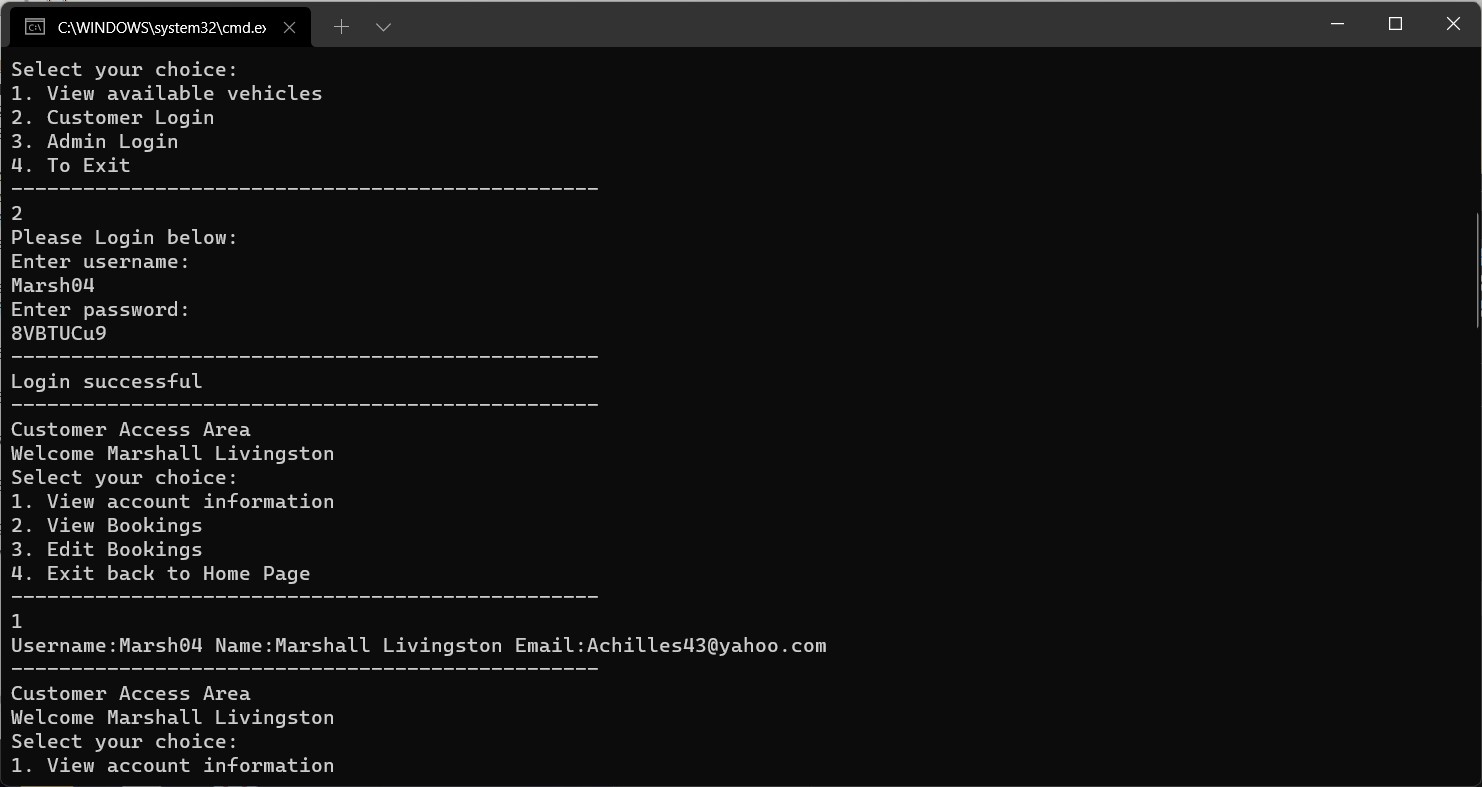 C:\WINDOWS\system32\cmd.ex
Select your choice:
1. View available vehicles
2. Customer Login
3. Admin Login
4. To Exit
-------------------------------------------------
2
Please Login below:
Enter username:
Marsh04
Enter password:
8VBTUCu9
-------------------------------------------------
Login successful
-------------------------------------------------
Customer Access Area
Welcome Marshall Livingston
Select your choice:
1. View account information
2. View Bookings
3. Edit Bookings
4. Exit back to Home Page
-------------------------------------------------
1
Username:Marsh04 Name:Marshall Livingston Email:Achilles43@yahoo.com
-------------------------------------------------
Customer Access Area
Welcome Marshall Livingston
Select your choice:
1. View account information